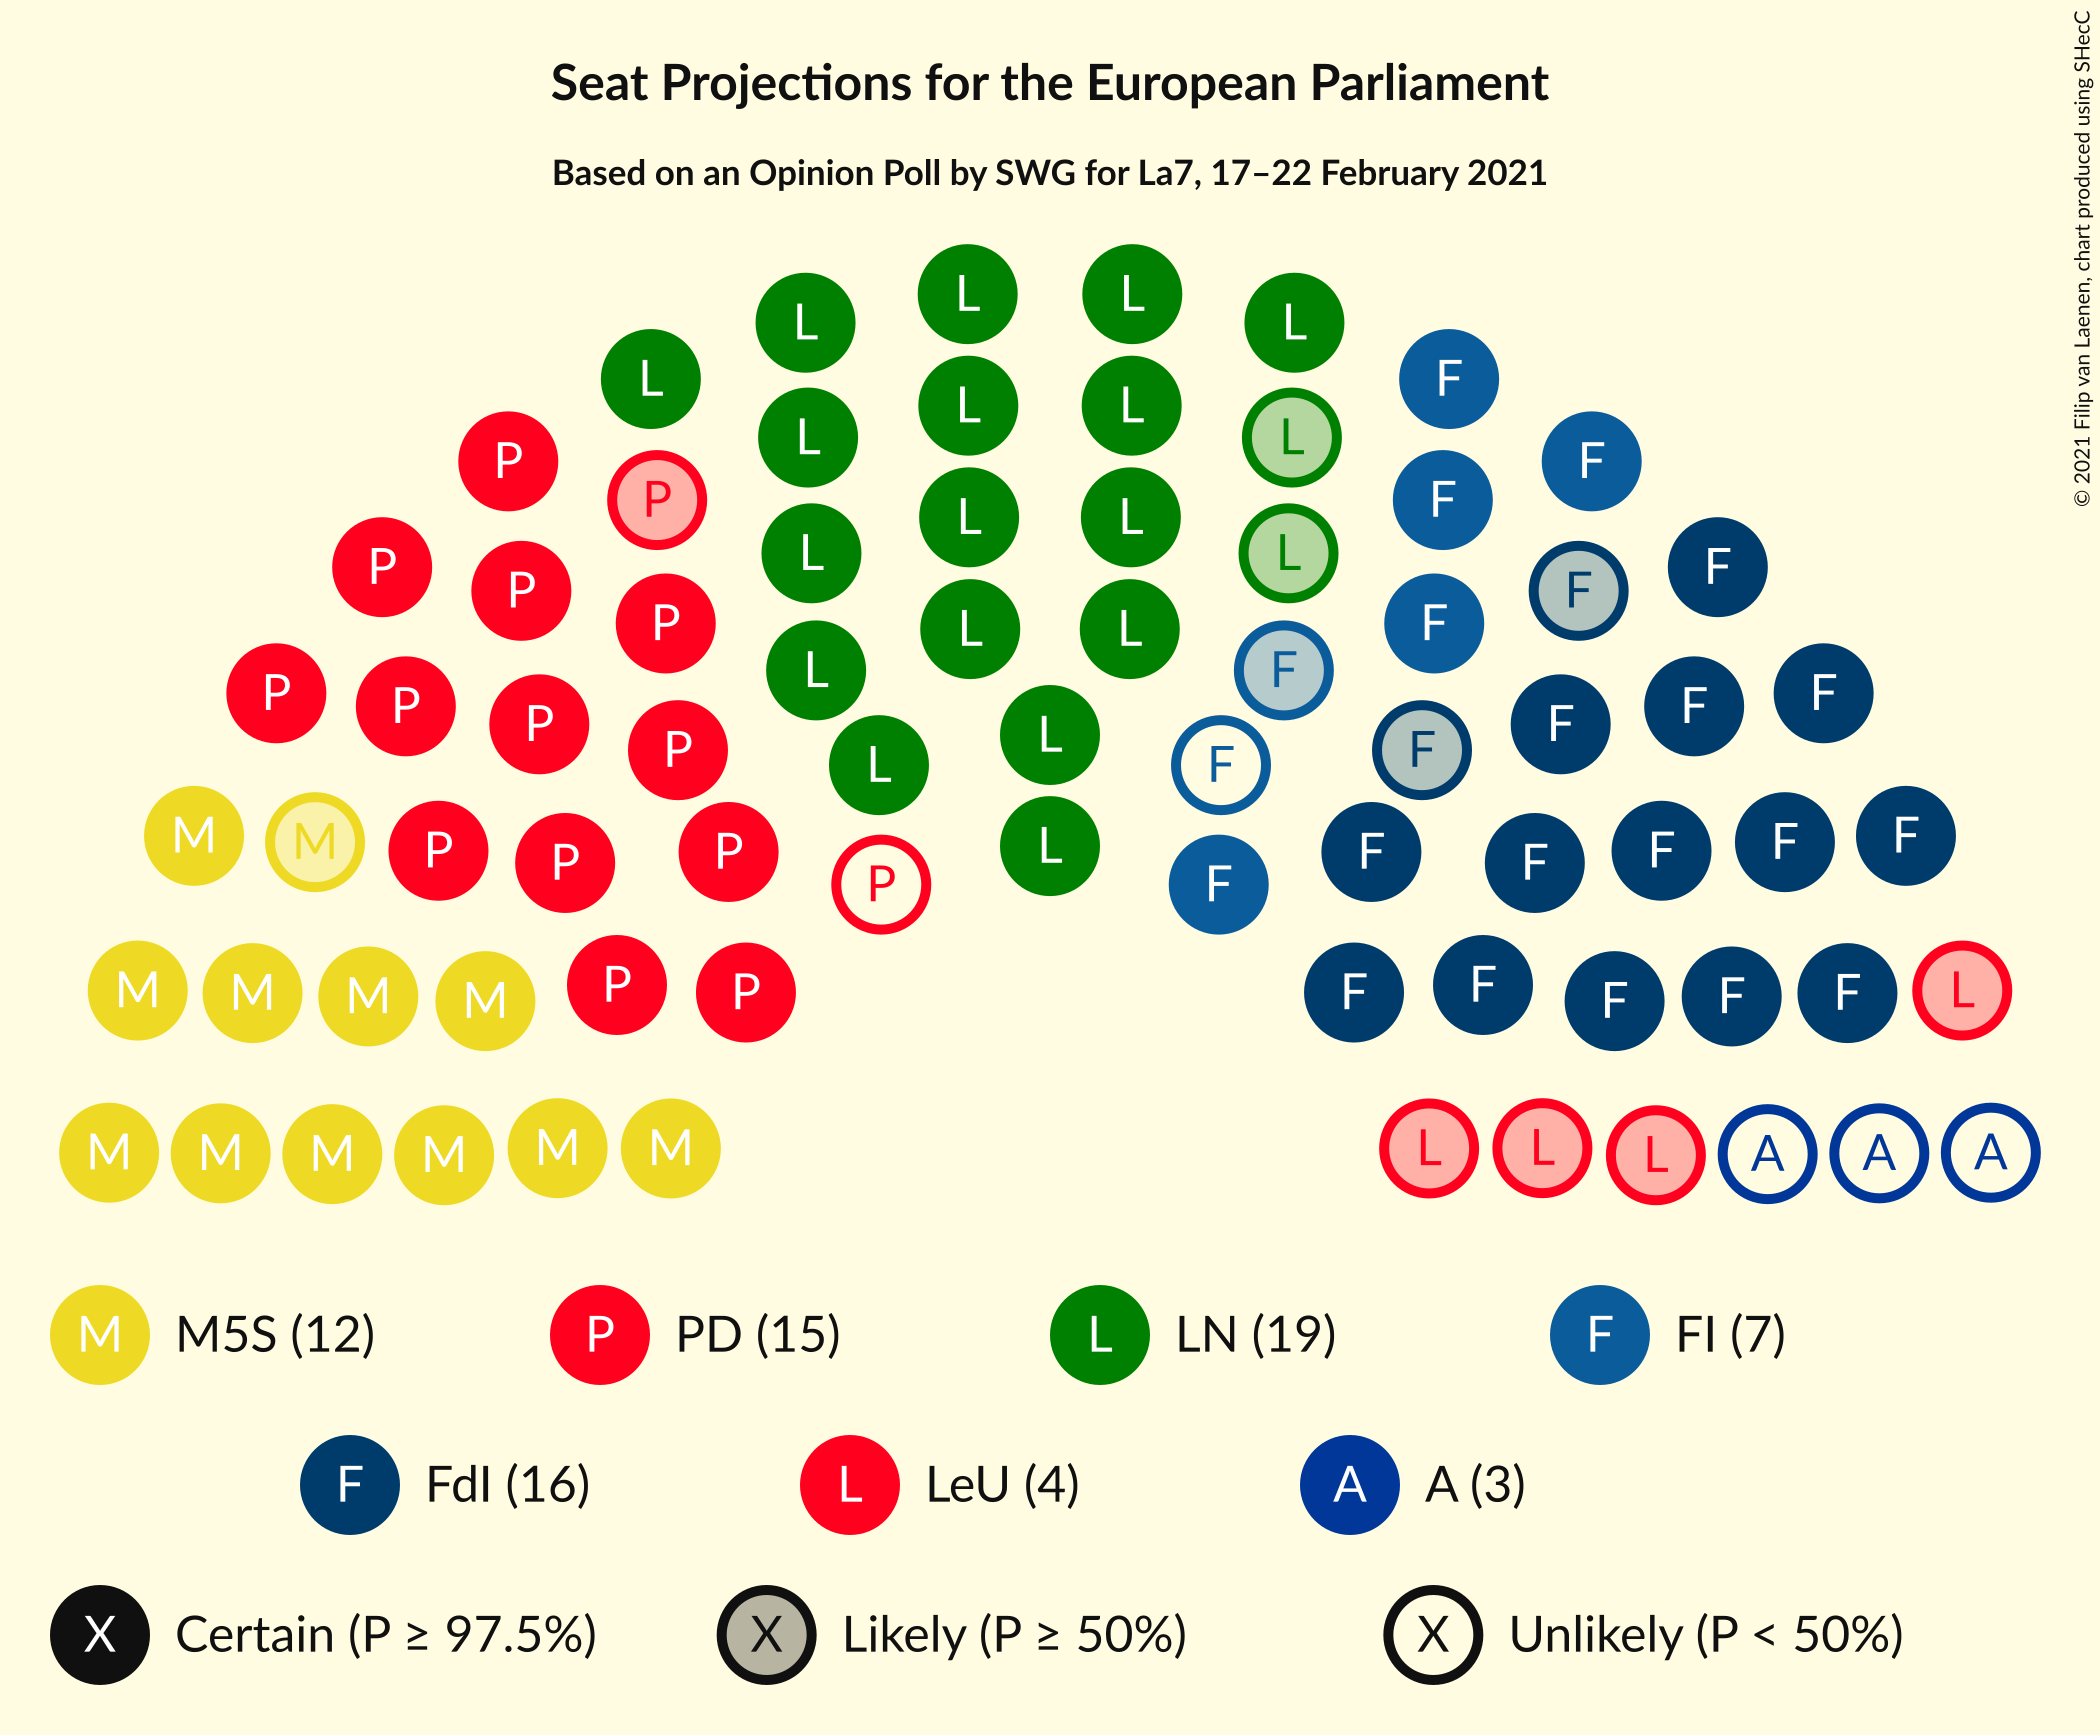 Seat Projections for the European Parliament
Based on an Opinion Poll by SWG for La7, 17–22 February 2021
© 2021 Filip van Laenen, chart produced using SHecC
L L
L L
L F
L L
P L L L F
P F
L L
P L L F
P F F F
P F
L L
L F
P P F F
P P F F
L
P L F F
M M P P P P L F F F F F F
M M M M P P F F F F F L
M M M M M M L L L A A A
M M5S (12) P PD (15) L LN (19) F FI (7)
F FdI (16) L LeU (4) A A (3)
X Certain (P ≥ 97.5%) X Likely (P ≥ 50%) X Unlikely (P < 50%)